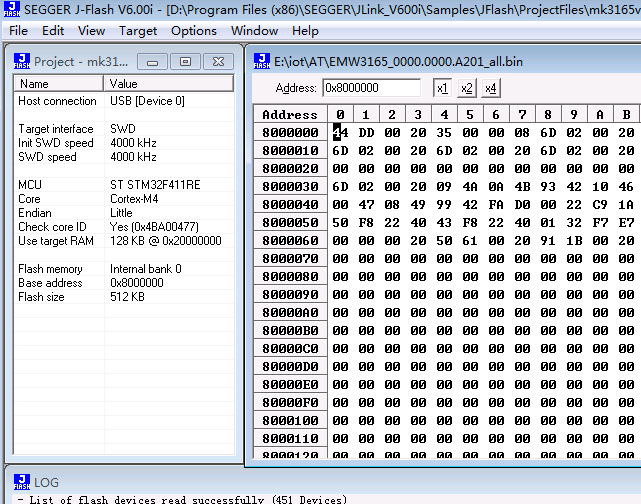 SEGGER J-Flash V6.00i - [D:\Program Files (x86)\SEGGER\JLink_V600i\Samples\JFlash\ProjectFiles\mk3165v
File Edit View Target Options Window Help
Project - mk31...
Name Value
Host connection USB [Device 0]
Target interface SWD
Init SWD speed 4000 kHz
SWD speed 4000 kHz
MCU ST STM32F411RE
Core Cortex-M4
Endian Little
Check core ID Yes (0x4BA00477)
Use target RAM 128 KB @ 0x20000000
Flash memory Internal bank 0
Base address 0x8000000
Flash size 512 KB
E:\iot\AT\EMW3165_0000.0000.A201_all.bin
Address: 0x8000000 x1 x2 x4
Address 0 1 2 3 4 5 6 7 8 9 A B
8000000 44 DD 00 20 35 00 00 08 6D 02 00 20
8000010 6D 02 00 20 6D 02 00 20 6D 02 00 20
8000020 00 00 00 00 00 00 00 00 00 00 00 00
8000030 6D 02 00 20 09 4A 0A 4B 93 42 10 46
8000040 00 47 08 49 99 42 FA D0 00 22 C9 1A
8000050 50 F8 22 40 43 F8 22 40 01 32 F7 E7
8000060 00 00 00 20 50 61 00 20 91 1B 00 20
8000070 00 00 00 00 00 00 00 00 00 00 00 00
8000080 00 00 00 00 00 00 00 00 00 00 00 00
8000090 00 00 00 00 00 00 00 00 00 00 00 00
80000A0 00 00 00 00 00 00 00 00 00 00 00 00
80000B0 00 00 00 00 00 00 00 00 00 00 00 00
80000C0 00 00 00 00 00 00 00 00 00 00 00 00
80000D0 00 00 00 00 00 00 00 00 00 00 00 00
80000E0 00 00 00 00 00 00 00 00 00 00 00 00
80000F0 00 00 00 00 00 00 00 00 00 00 00 00
8000100 00 00 00 00 00 00 00 00 00 00 00 00
8000110 00 00 00 00 00 00 00 00 00 00 00 00
8000120 00 00 00 00 00 00 00 00 00 00 00 00
LOG
- List of flash devices read successfully (451 Devices)